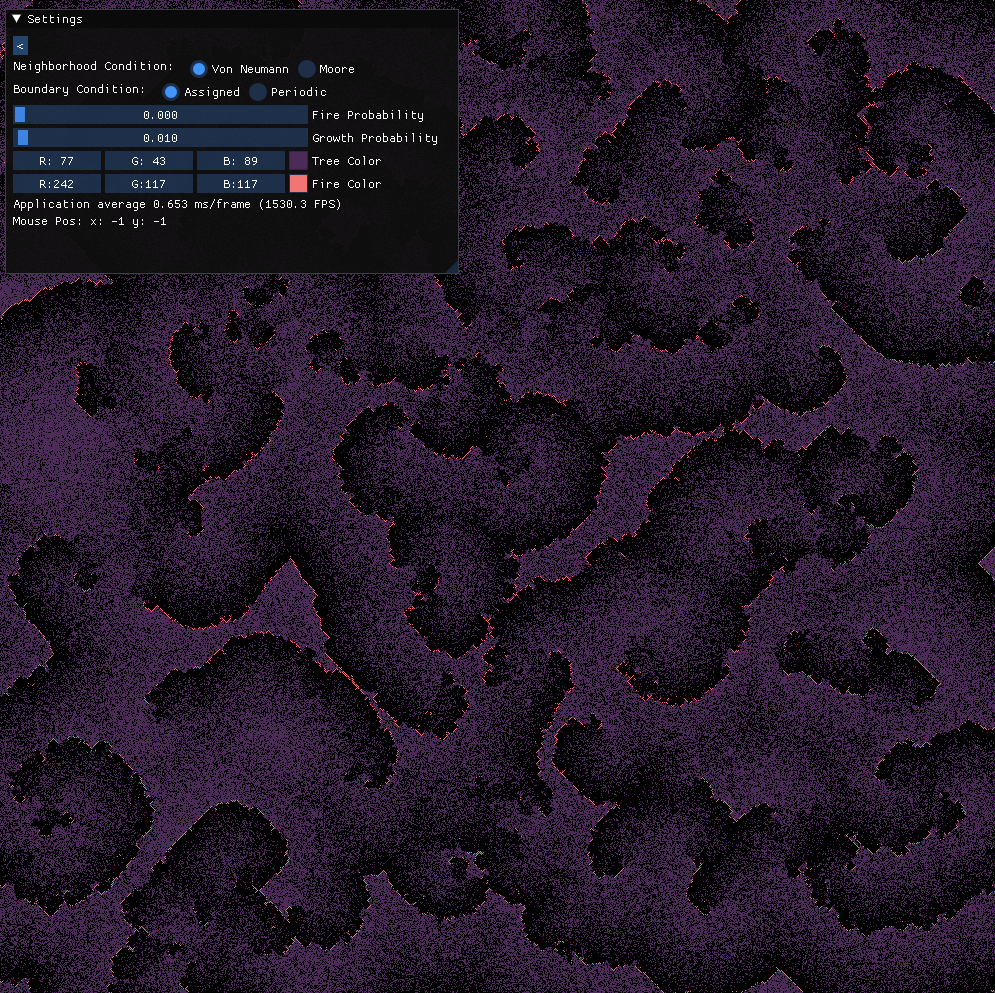 Settings
<
Neighborhood Condition: Von Neumann Moore
Boundary Condition: Assigned Periodic
0.000 Fire Probability
0.010 Growth Probability
R: 77 G: 43 B: 89 Tree Color
R:242 G:117 B:117 Fire Color
Application average 0.653 ms/frame (1530.3 FPS)
Mouse Pos: x: -1 y: -1